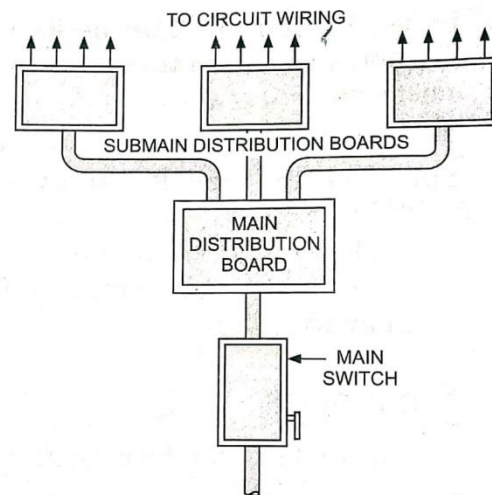 TO CIRCUIT WIRING
SUBMAIN DISTRIBUTION BOARDS
MAIN
DISTRIBUTION
BOARD
MAIN
SWITCH